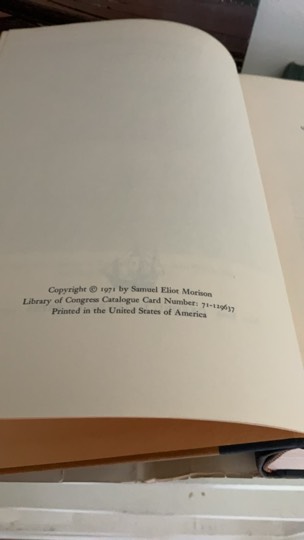 Copyright © 1971 by Samuel Eliot Morison
Library of Congress Catalogue Card Number: 71-129637
Printed in the United States of America